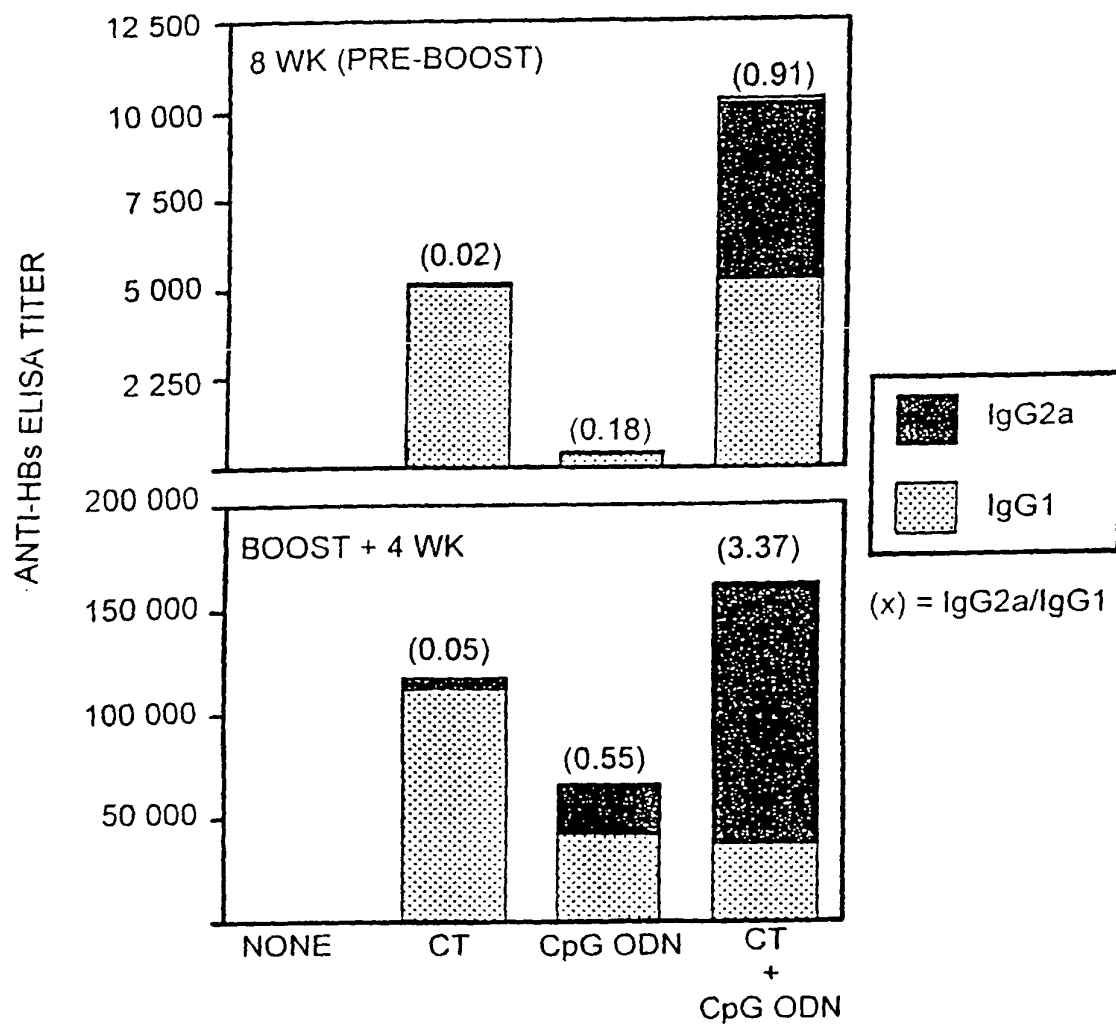 ANTI-HBs ELISA TITER
12 500
10 000
7 500
5 000
2 250
8 WK (PRE-BOOST)
(0.02)
(0.18)
(0.91)
200 000
150 000
100 000
50 000
BOOST + 4 WK
(0.05)
(0.55)
(3.37)
NONE
CT
CpG ODN
CT
+
CpG ODN
IgG2a
IgG1
(x) = IgG2a/IgG1